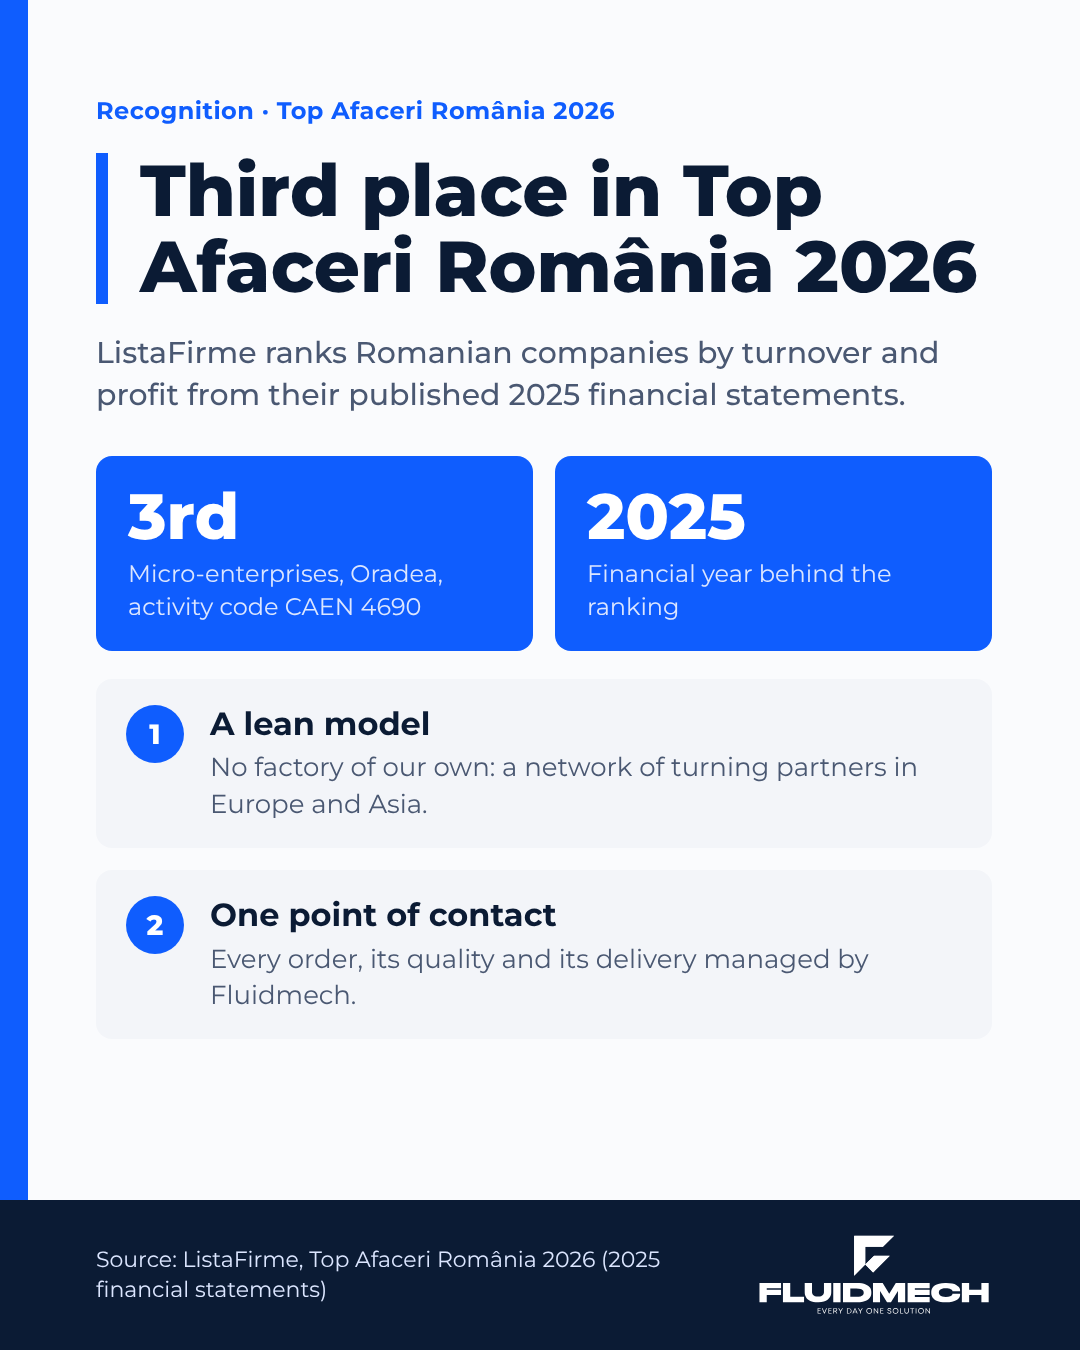 Recognition · Top Afaceri România 2026
Third place in Top
Afaceri România 2026
ListaFirme ranks Romanian companies by turnover and
profit from their published 2025 financial statements.
3rd
Micro-enterprises, Oradea,
activity code CAEN 4690
2025
Financial year behind the
ranking
1
A lean model
No factory of our own: a network of turning partners in
Europe and Asia.
2
One point of contact
Every order, its quality and its delivery managed by
Fluidmech.
Source: ListaFirme, Top Afaceri România 2026 (2025
financial statements)
FLUIDMECH
EVERY DAY ONE SOLUTION